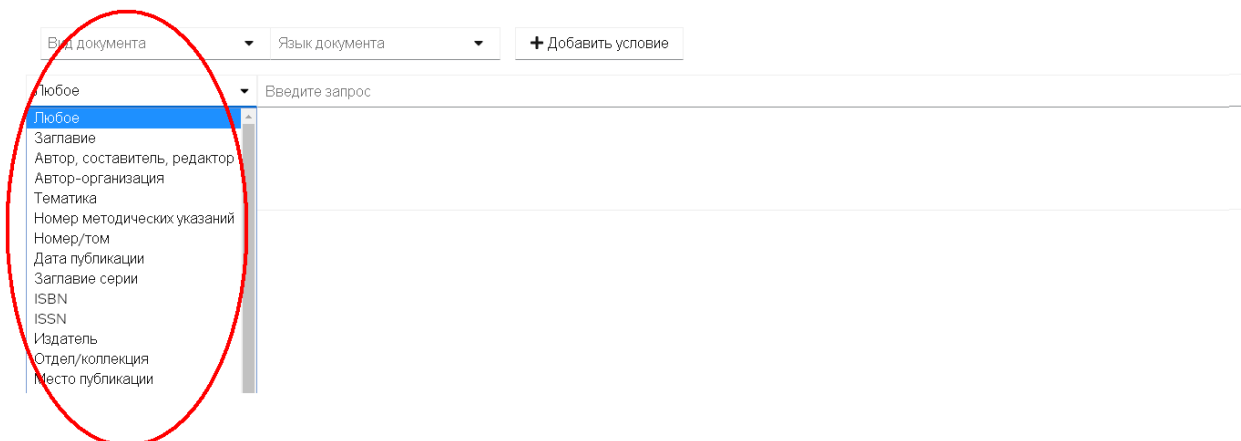 Вид документа Язык документа + Добавить условие
Любое Введите запрос
Любое
Заглавие
Автор, составитель, редактор
Автор-организация
Тематика
Номер методических указаний
Номер/том
Дата публикации
Заглавие серии
ISBN
ISSN
Издатель
Отдел/коллекция
Место публикации